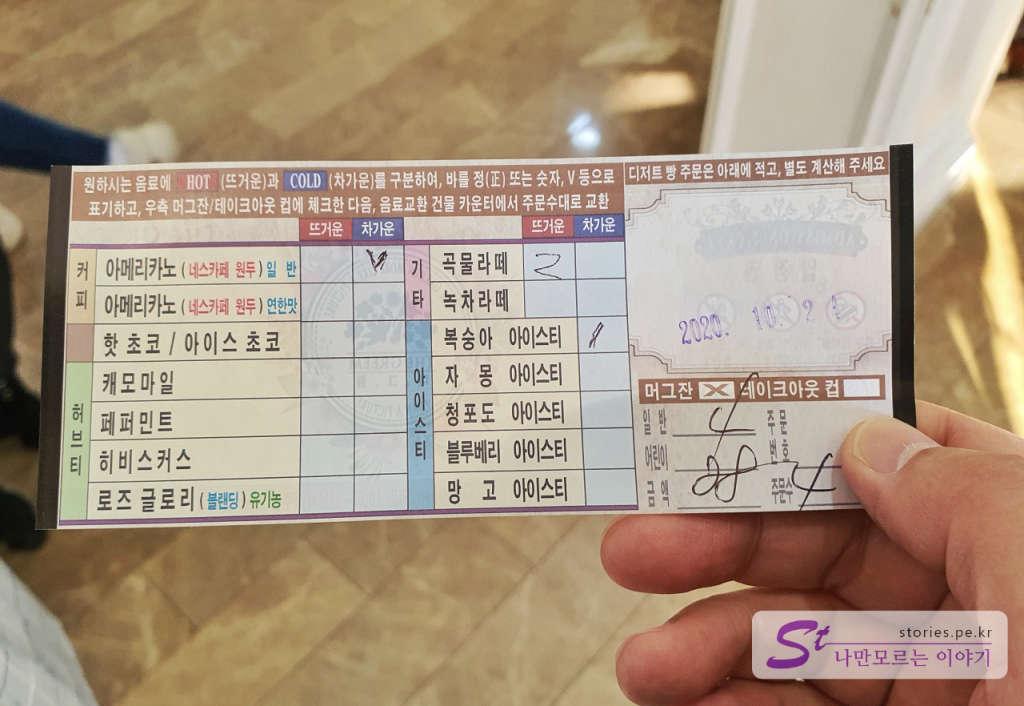 원하시는 음료에 HOT (뜨거운)과 COLD (차가운)를 구분하여, 바를 정(正) 또는 숫자, V 등으로
표기하고, 우측 머그잔/테이크아웃 컵에 체크한 다음, 음료교환 건물 카운터에서 주문수대로 교환
디저트 빵 주문은 아래에 적고, 별도 계산해 주세요
뜨거운 차가운 뜨거운 차가운
커피
아메리카노 (네스카페 원두) 일 반 V
아메리카노 (네스카페 원두) 연한맛
핫 초코 / 아이스 초코
허브티
캐모마일
페퍼민트
히비스커스
로즈 글로리 (블랜딩) 유기농
기타
곡물라떼 2
녹차라떼
아이스티
복숭아 아이스티 1
자 몽 아이스티
청포도 아이스티
블루베리 아이스티
망 고 아이스티
2020. 10. 2
머그잔 X 테이크아웃 컵
일 반 4 주문번호
어린이
금 액 28 주문수 4
St
stories.pe.kr
나만모르는 이야기